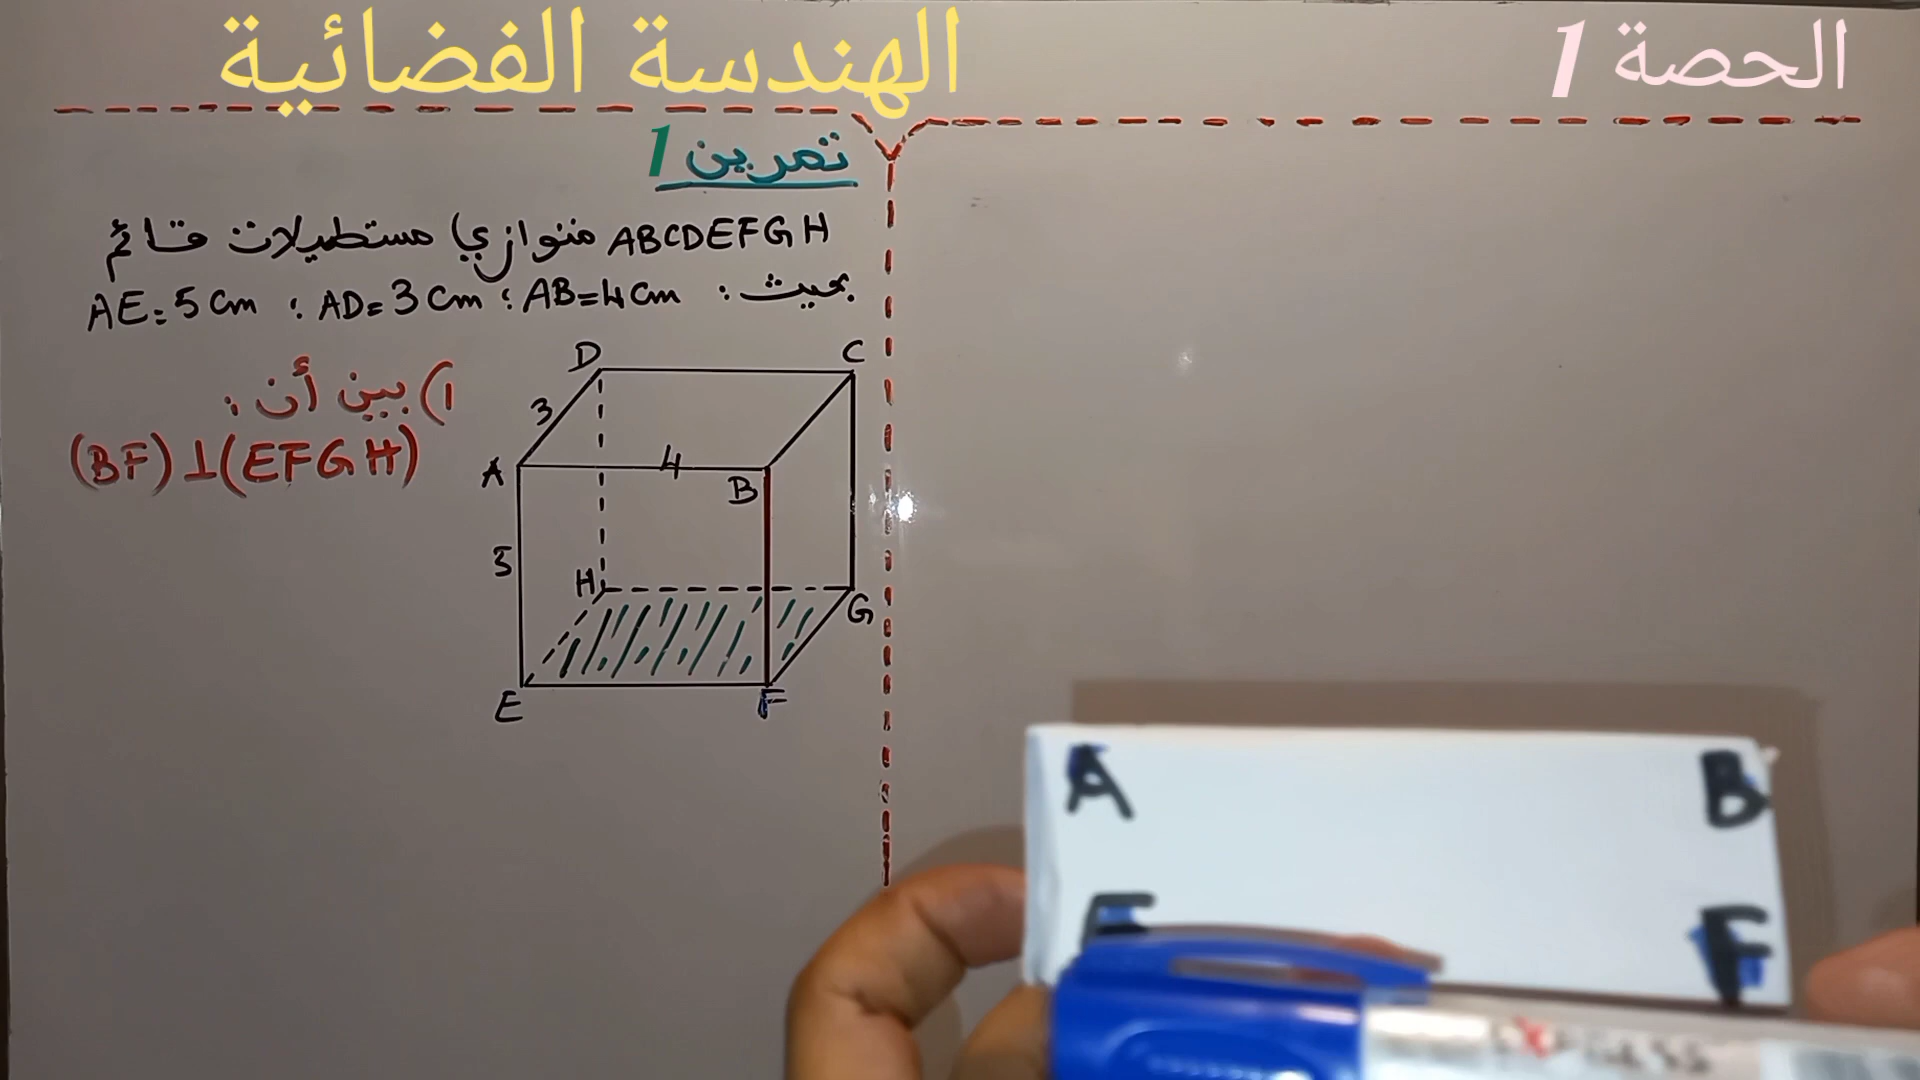 الهندسة الفضائية
الحصة 1
تمرين 1
ABCDEFGH متوازي مستطيلات قائم
بحيث : AB=4cm ; AD=3cm ; AE=5cm
1) بين أن :
(BF)⊥(EFGH)
D C
3
A 4 B
5
H G
E F
A B
E F